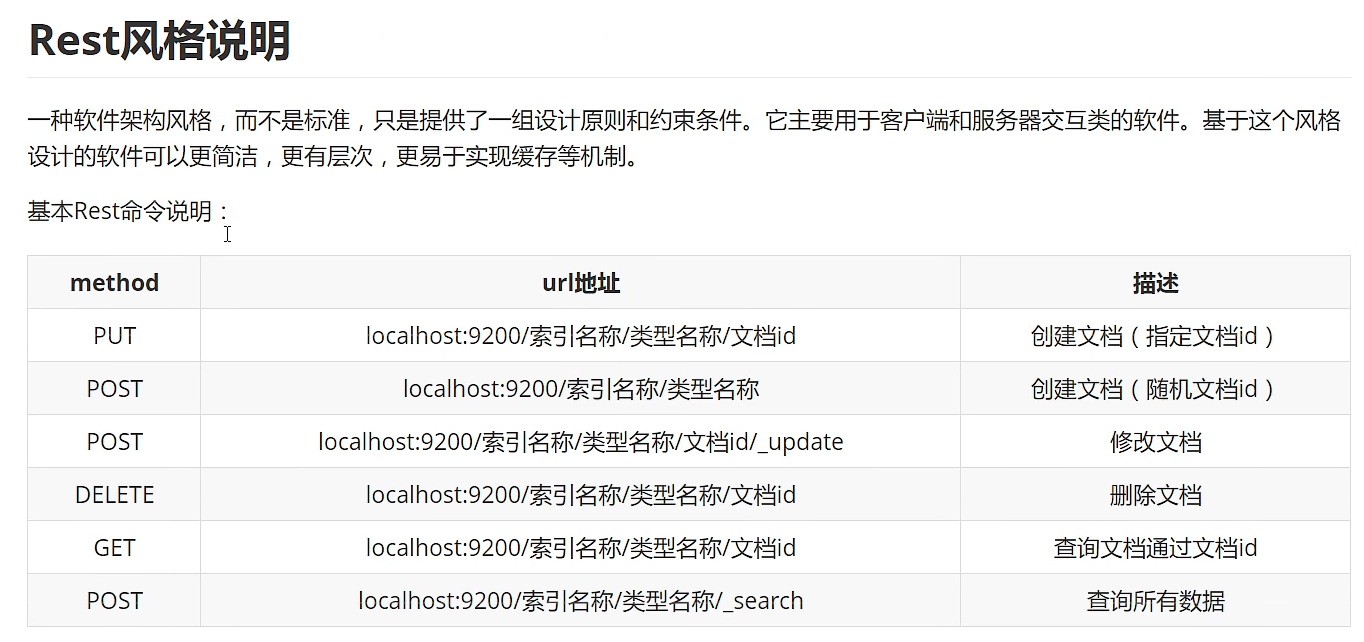 Rest风格说明
一种软件架构风格，而不是标准，只是提供了一组设计原则和约束条件。它主要用于客户端和服务器交互类的软件。基于这个风格
设计的软件可以更简洁，更有层次，更易于实现缓存等机制。
基本Rest命令说明：
method url地址 描述
PUT localhost:9200/索引名称/类型名称/文档id 创建文档（指定文档id）
POST localhost:9200/索引名称/类型名称 创建文档（随机文档id）
POST localhost:9200/索引名称/类型名称/文档id/_update 修改文档
DELETE localhost:9200/索引名称/类型名称/文档id 删除文档
GET localhost:9200/索引名称/类型名称/文档id 查询文档通过文档id
POST localhost:9200/索引名称/类型名称/_search 查询所有数据